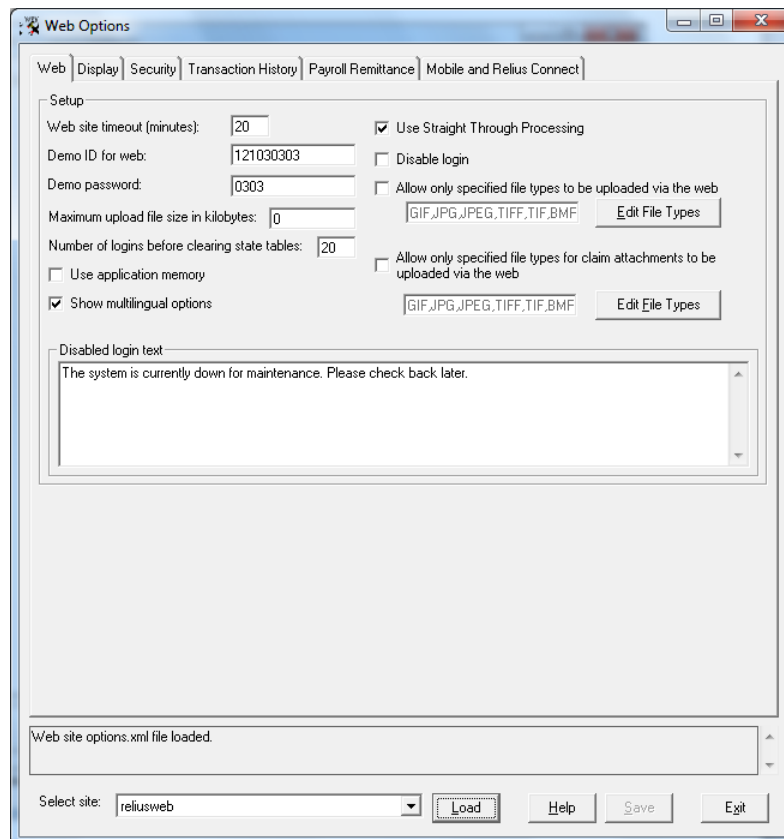 Web Options
Web Display Security Transaction History Payroll Remittance Mobile and Relius Connect
Setup
Web site timeout (minutes): 20
Demo ID for web: 121030303
Demo password: 0303
Maximum upload file size in kilobytes: 0
Number of logins before clearing state tables: 20
Use application memory
Show multilingual options
Use Straight Through Processing
Disable login
Allow only specified file types to be uploaded via the web
GIF,JPG,JPEG,TIFF,TIF,BMF Edit File Types
Allow only specified file types for claim attachments to be
uploaded via the web
GIF,JPG,JPEG,TIFF,TIF,BMF Edit File Types
Disabled login text
The system is currently down for maintenance. Please check back later.
Web site options.xml file loaded.
Select site: reliusweb Load Help Save Exit